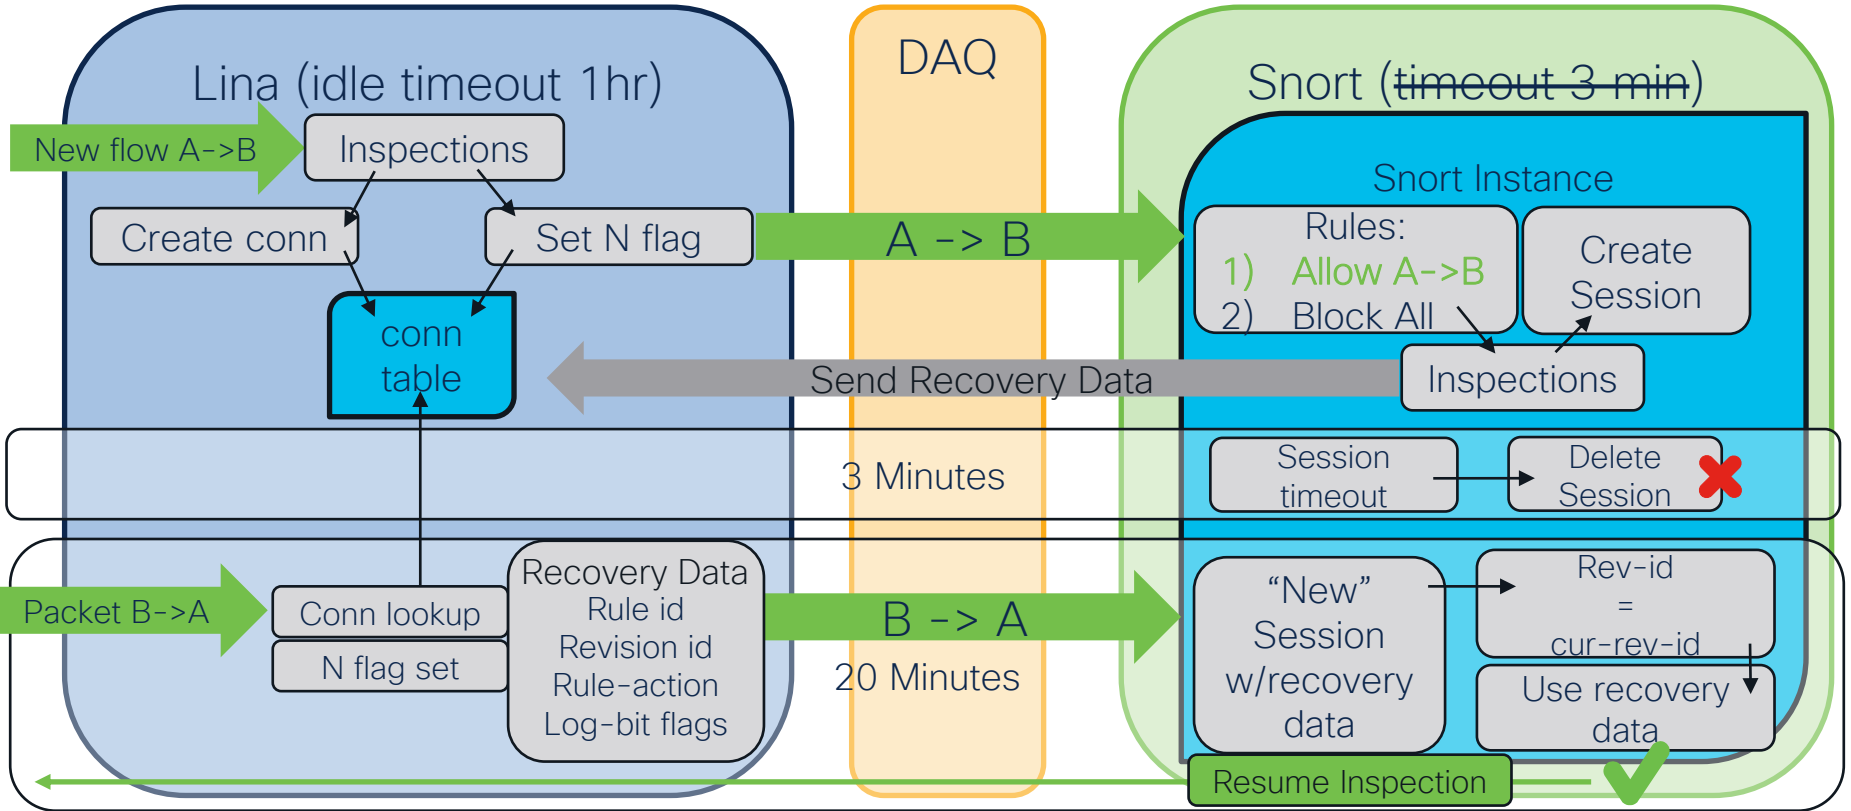 Lina (idle timeout 1hr)
DAQ
Snort (timeout 3 min)
New flow A->B
Inspections
Create conn
Set N flag
conn
table
A -> B
Snort Instance
Rules:
1) Allow A->B
2) Block All
Create
Session
Inspections
Send Recovery Data
3 Minutes
Session
timeout
Delete
Session
Packet B->A
Conn lookup
N flag set
Recovery Data
Rule id
Revision id
Rule-action
Log-bit flags
B -> A
20 Minutes
“New”
Session
w/recovery
data
Rev-id
=
cur-rev-id
Use recovery
data
Resume Inspection